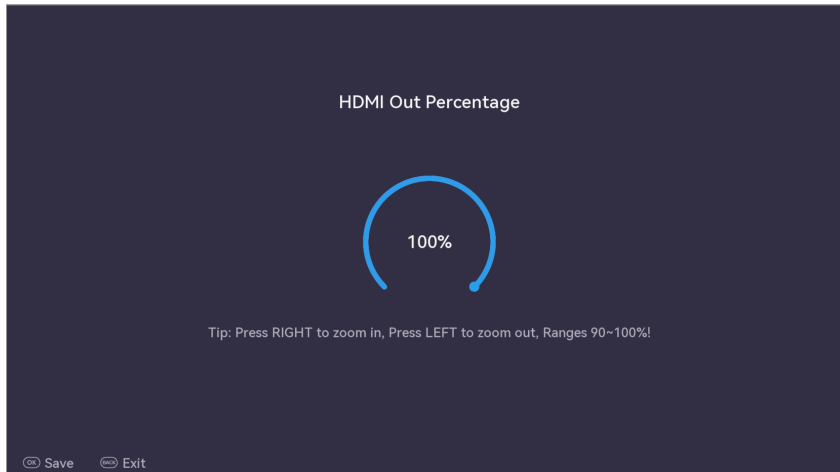 HDMI Out Percentage
100%
Tip: Press RIGHT to zoom in, Press LEFT to zoom out, Ranges 90~100%!
OK Save BACK Exit